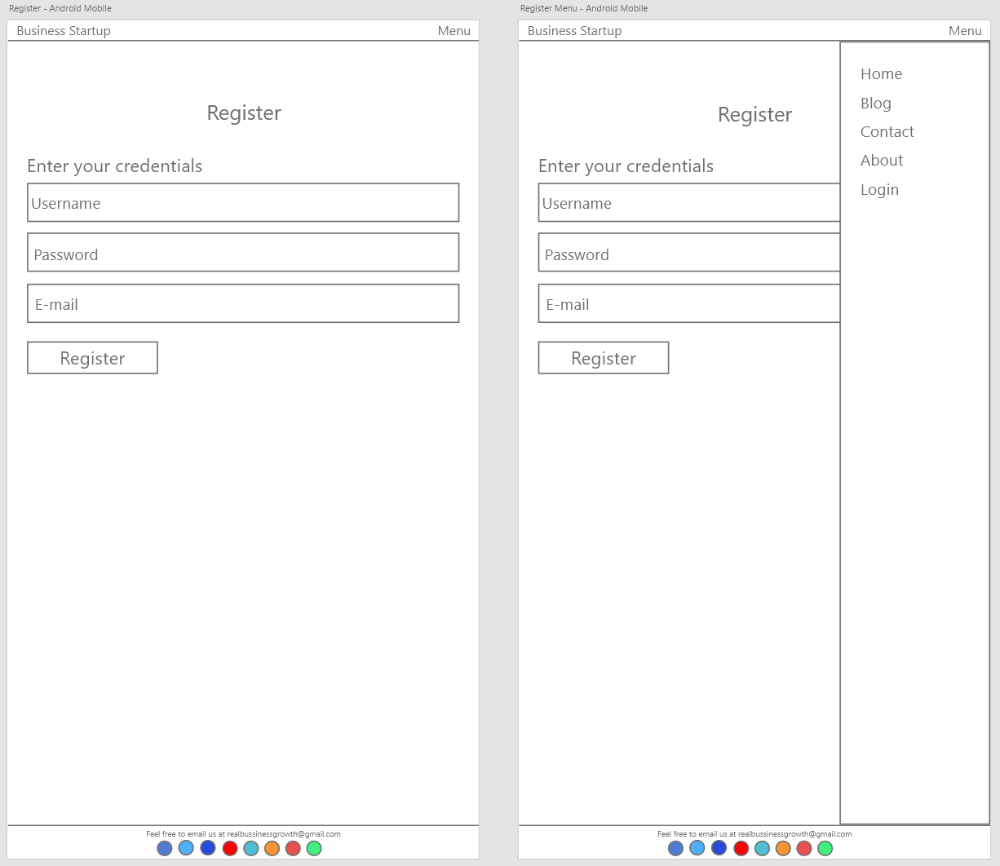 Register - Android Mobile
Business Startup Menu
Register
Enter your credentials
Username
Password
E-mail
Register
Feel free to email us at realbussinessgrowth@gmail.com
Register Menu - Android Mobile
Business Startup Menu
Register
Enter your credentials
Username
Password
E-mail
Register
Home
Blog
Contact
About
Login
Feel free to email us at realbussinessgrowth@gmail.com